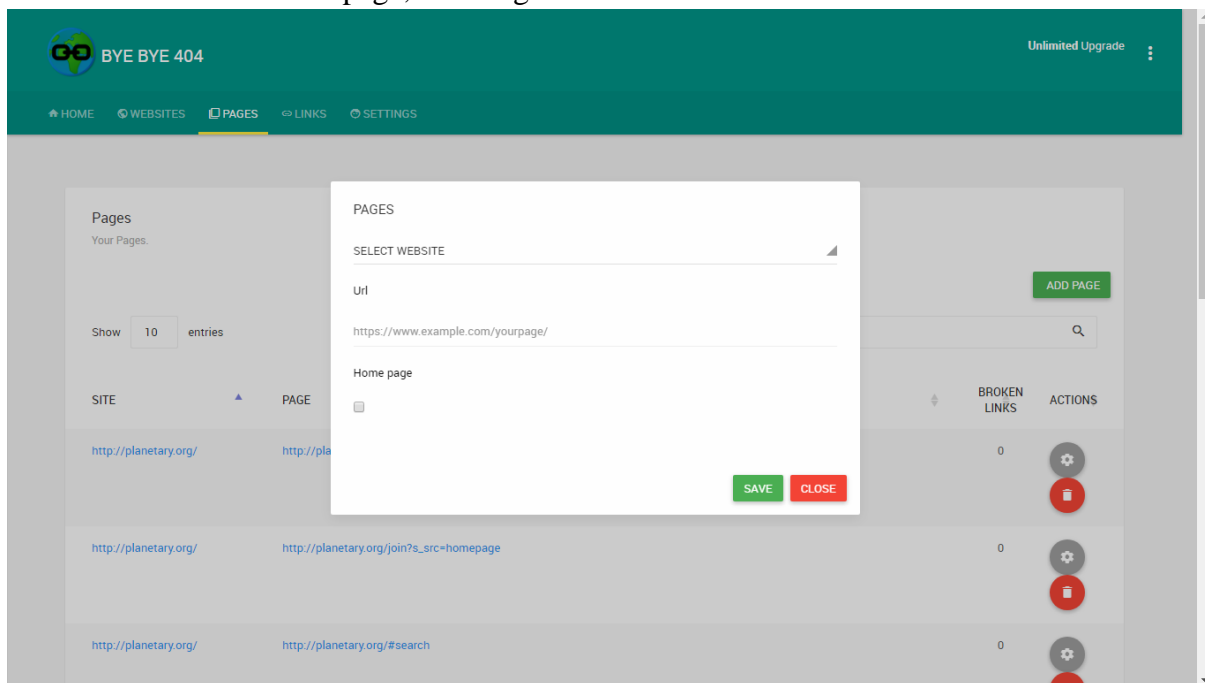 BYE BYE 404
Unlimited Upgrade
HOME WEBSITES PAGES LINKS SETTINGS
Pages
Your Pages.
ADD PAGE
Show 10 entries
PAGES
SELECT WEBSITE
Url
https://www.example.com/yourpage/
Home page
SAVE CLOSE
SITE PAGE BROKEN LINKS ACTIONS
http://planetary.org/ http://pla 0
http://planetary.org/ http://planetary.org/join?s_src=homepage 0
http://planetary.org/ http://planetary.org/#search 0